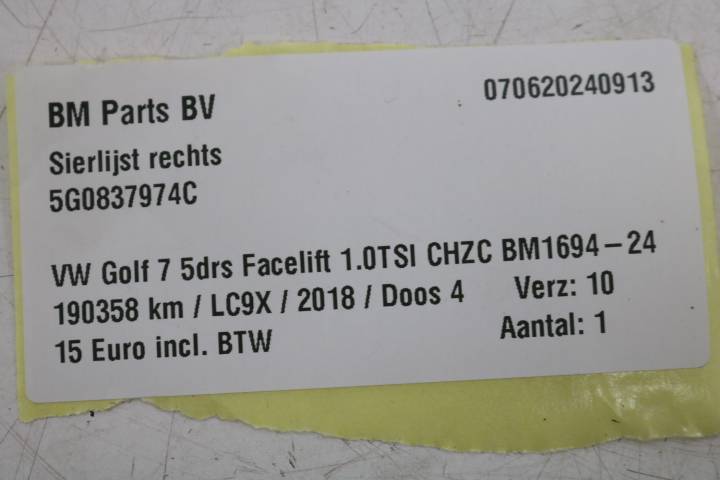 BM Parts BV 070620240913
Sierlijst rechts
5G0837974C
VW Golf 7 5drs Facelift 1.0TSI CHZC BM1694-24
190358 km / LC9X / 2018 / Doos 4 Verz: 10
15 Euro incl. BTW Aantal: 1